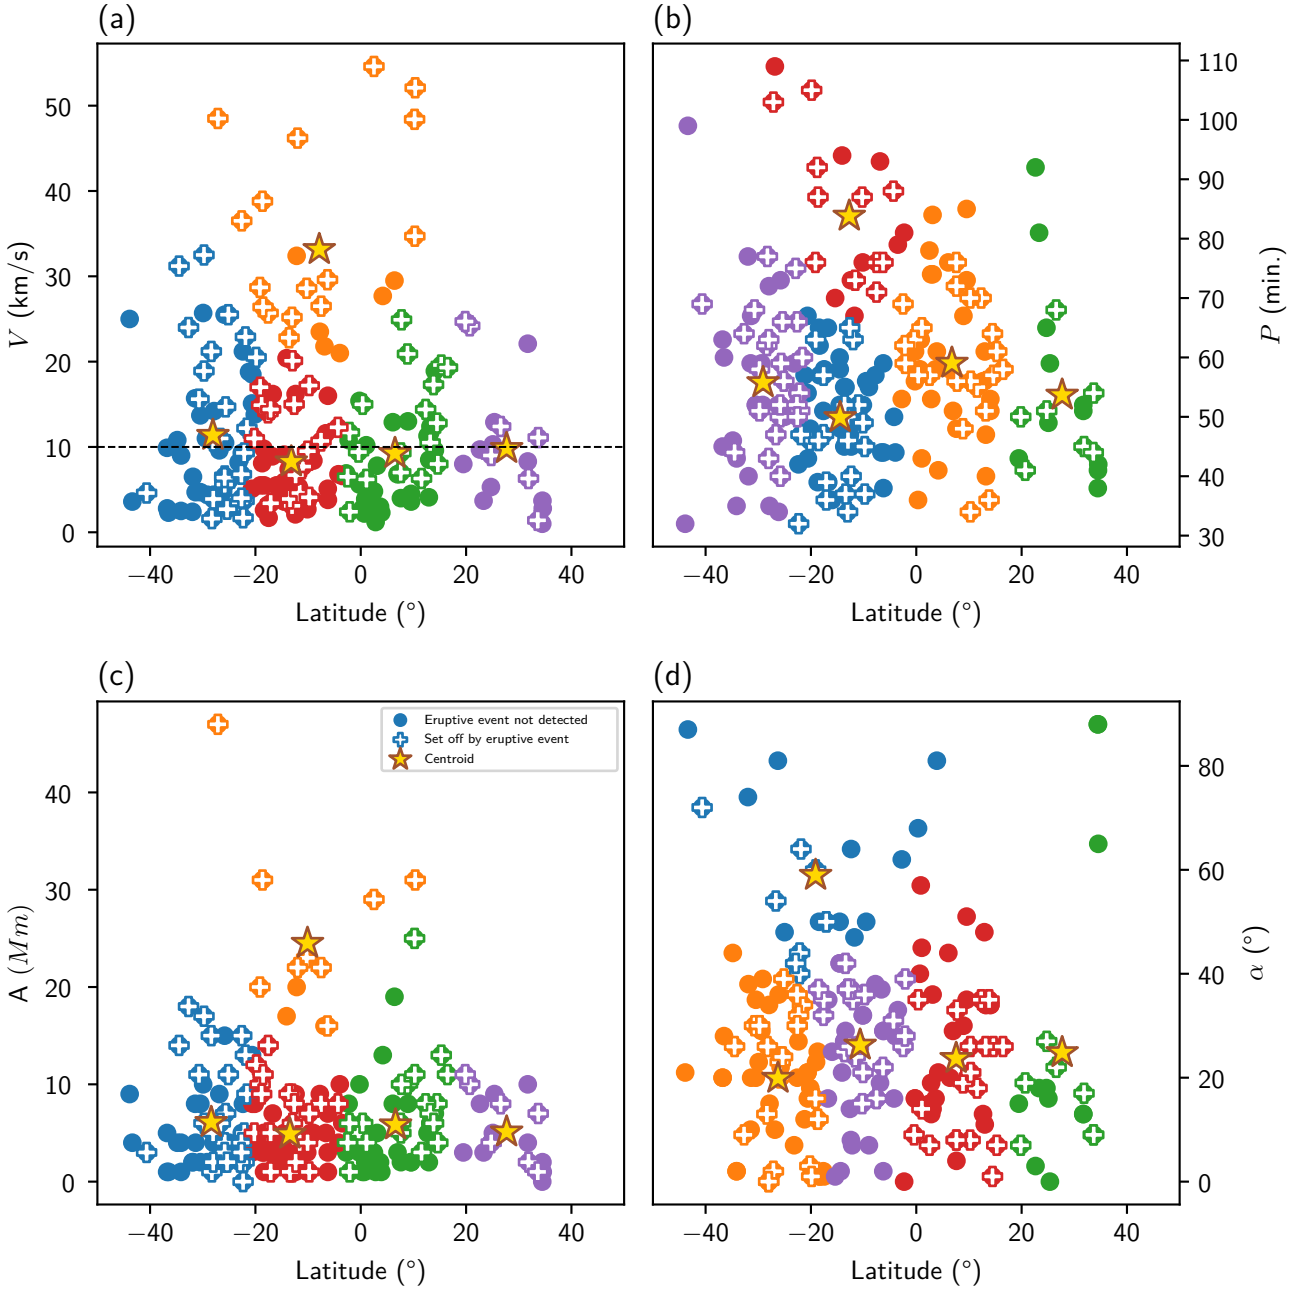 (a)
(b)
50
40
30
20
10
0
V (km/s)
110
100
90
80
70
60
50
40
30
P (min.)
−40 −20 0 20 40
−40 −20 0 20 40
Latitude (°)
Latitude (°)
(c)
(d)
Eruptive event not detected
Set off by eruptive event
Centroid
40
30
20
10
0
A (Mm)
80
60
40
20
0
α (°)
−40 −20 0 20 40
−40 −20 0 20 40
Latitude (°)
Latitude (°)